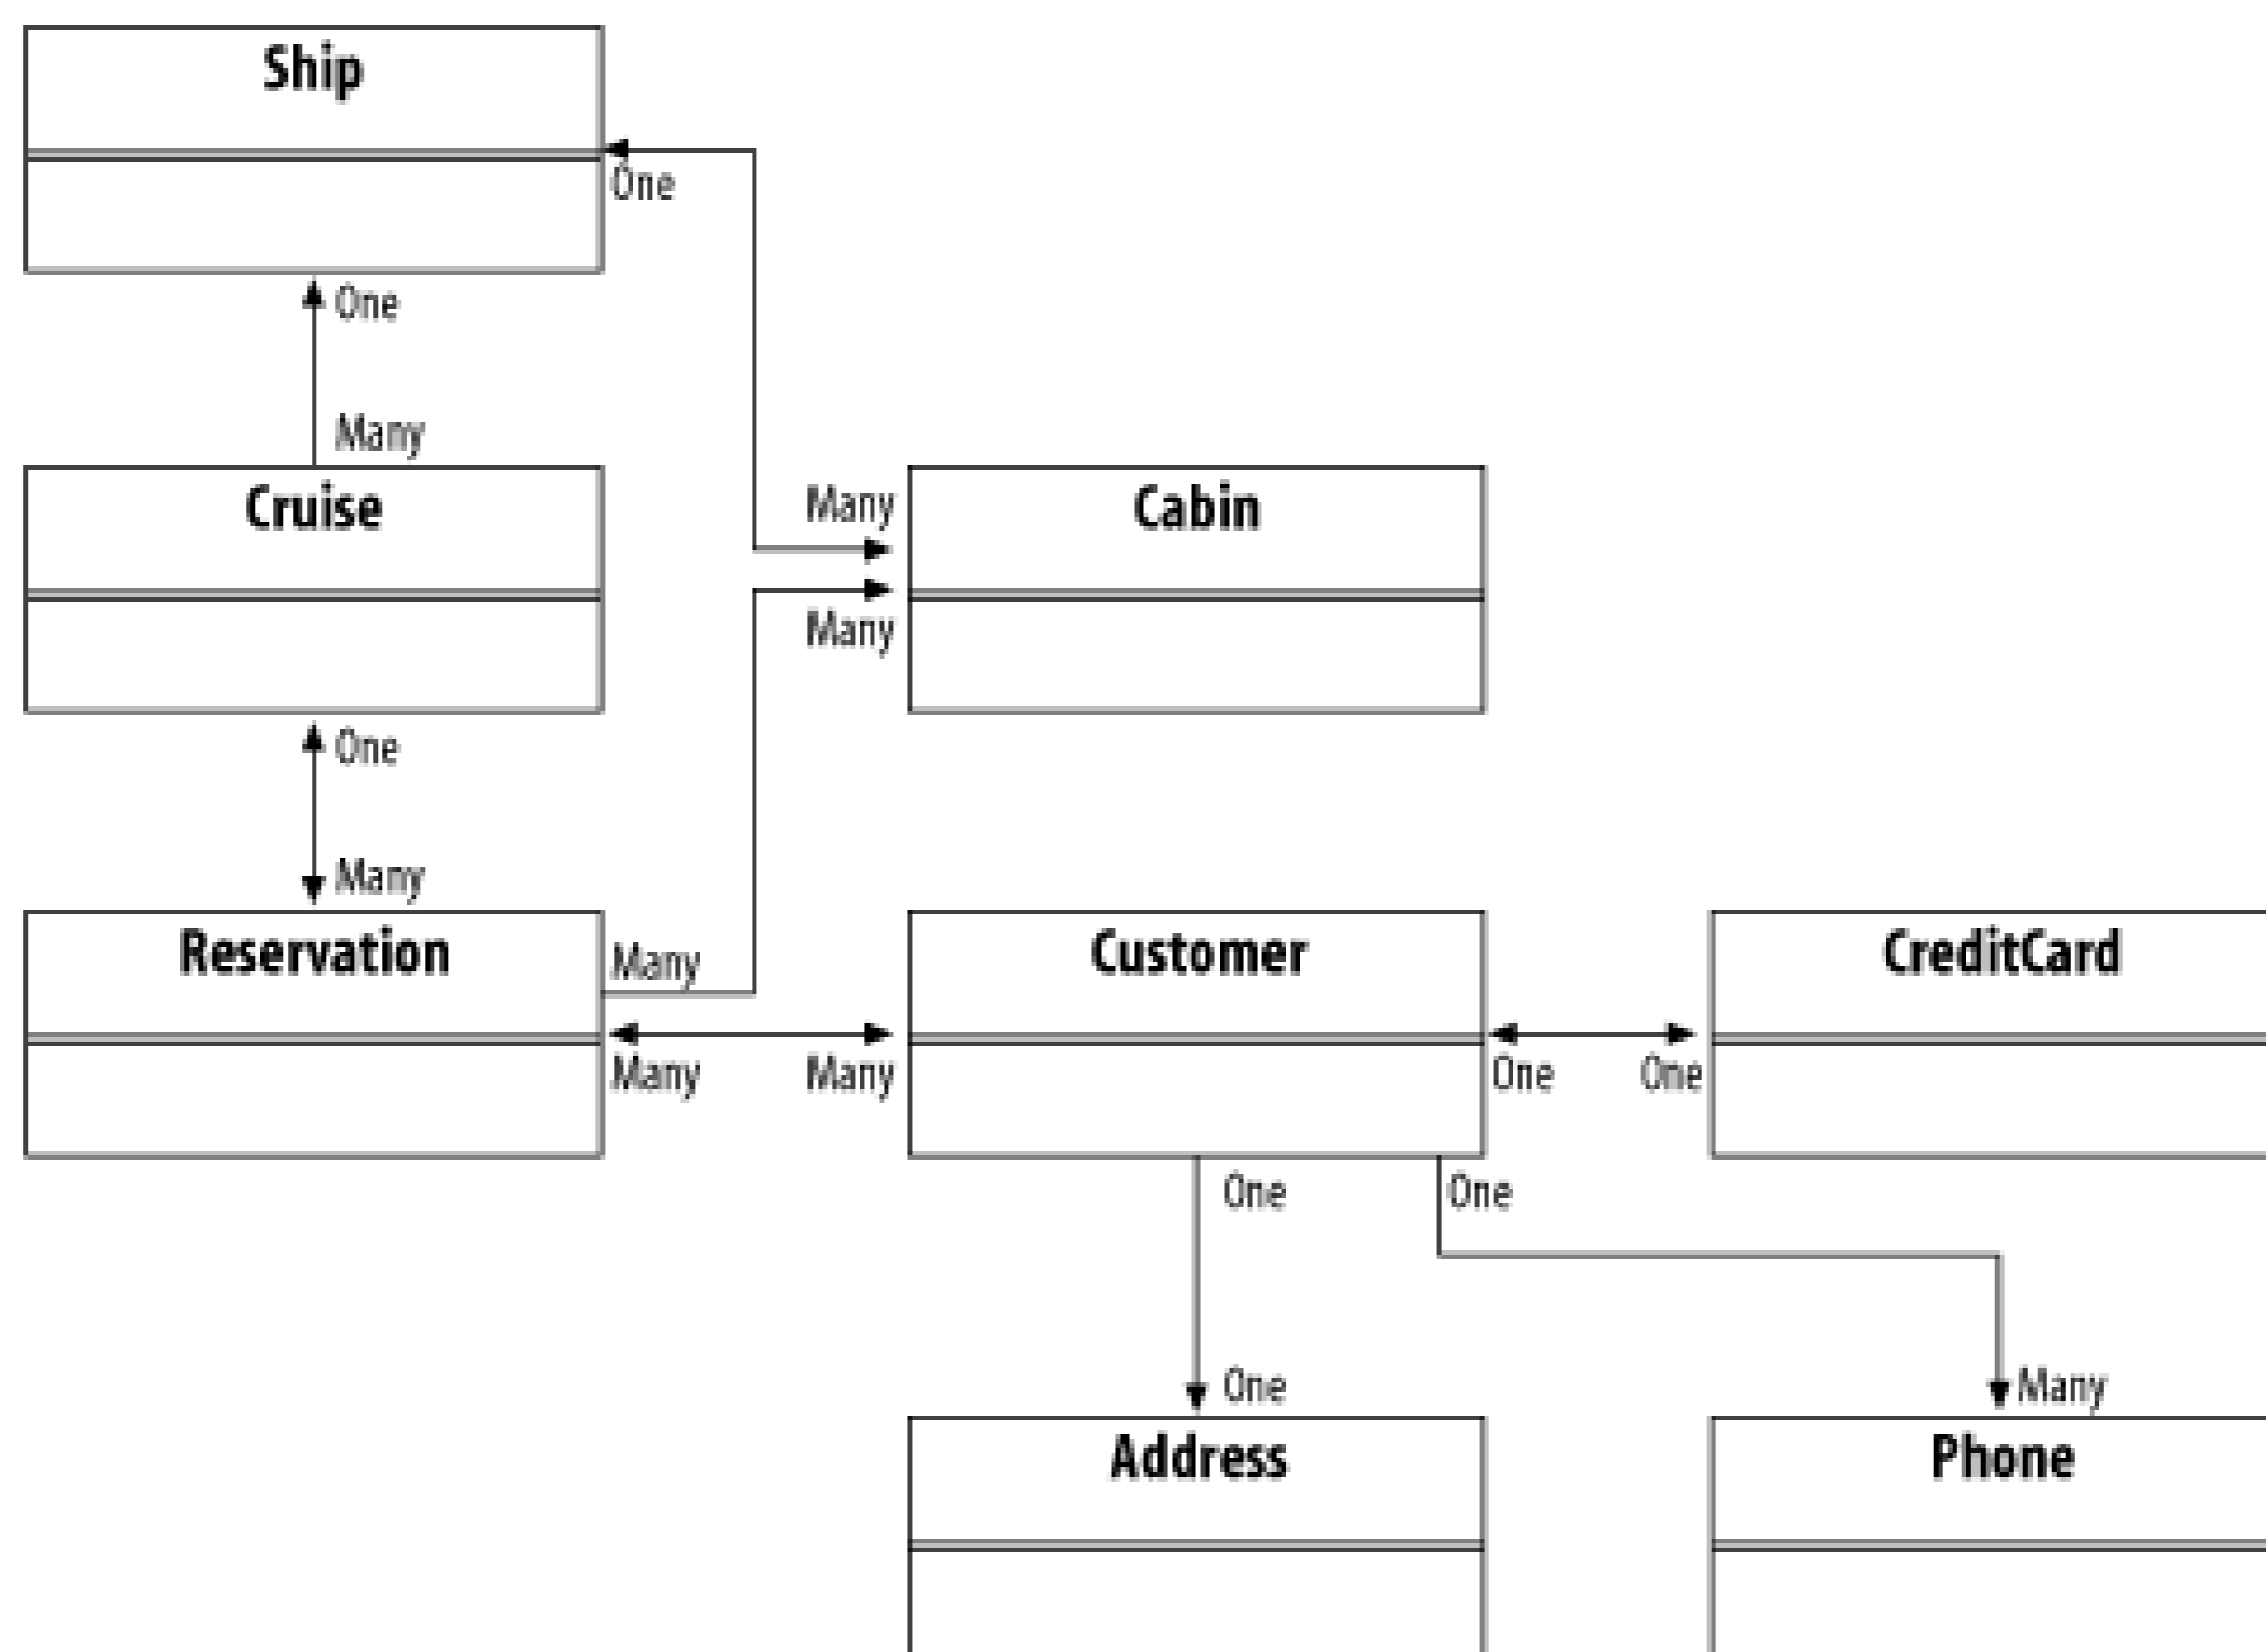 Ship
One
One
Many
Cruise
Many
Cabin
Many
One
Many
Reservation
Many
Customer
CreditCard
Many
Many
One
One
One
One
One
Many
Address
Phone